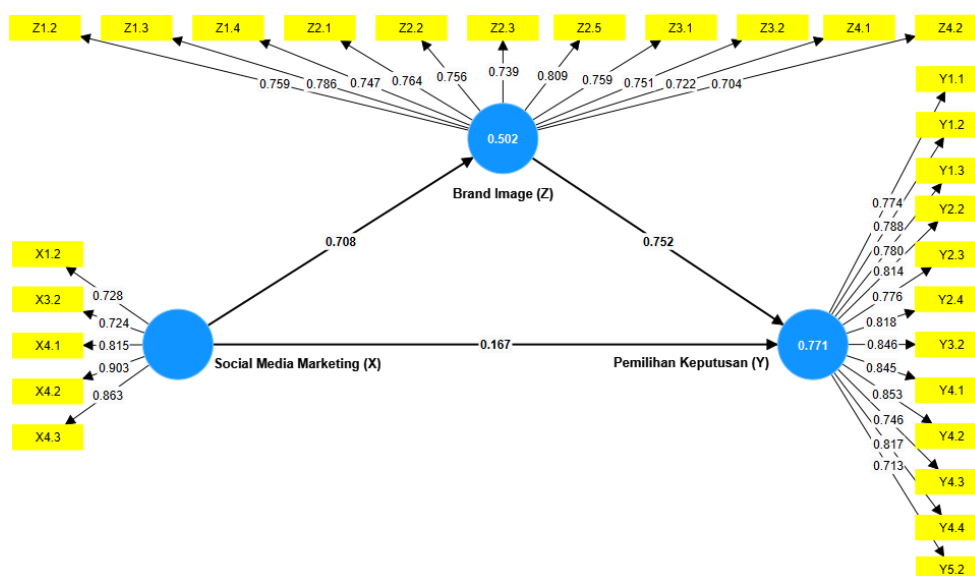 Z1.2 Z1.3 Z1.4 Z2.1 Z2.2 Z2.3 Z2.5 Z3.1 Z3.2 Z4.1 Z4.2
0.759 0.786 0.747 0.764 0.756 0.739 0.809 0.759 0.751 0.722 0.704
0.502
Brand Image (Z)
0.708
0.752
X1.2
X3.2
X4.1
X4.2
X4.3
0.728
0.724
0.815
0.903
0.863
Social Media Marketing (X)
0.167
Pemilihan Keputusan (Y)
0.771
0.774
0.788
0.780
0.814
0.776
0.818
0.846
0.845
0.853
0.746
0.817
0.713
Y1.1
Y1.2
Y1.3
Y2.2
Y2.3
Y2.4
Y3.2
Y4.1
Y4.2
Y4.3
Y4.4
Y5.2